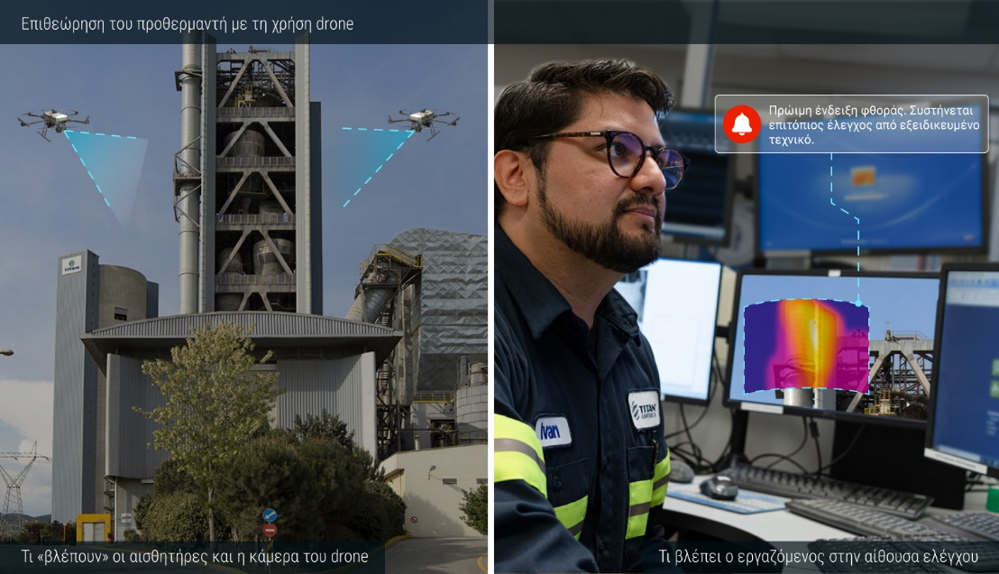 Επιθεώρηση του προθερμαντή με τη χρήση drone
TITAN
Τι «βλέπουν» οι αισθητήρες και η κάμερα του drone
Πρώιμη ένδειξη φθοράς. Συστήνεται
επιτόπιος έλεγχος από εξειδικευμένο
τεχνικό.
TITAN
AMERICA
Ivan
Τι βλέπει ο εργαζόμενος στην αίθουσα ελέγχου